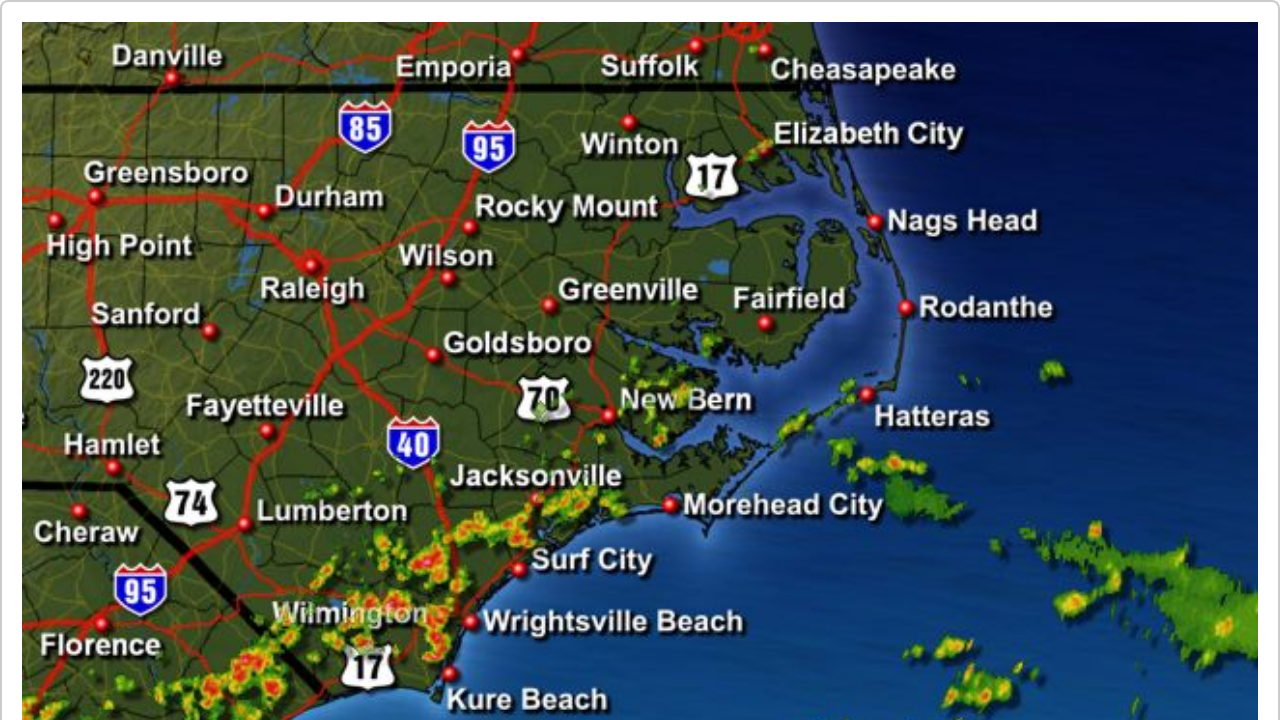 Danville
Emporia
Suffolk
Cheasapeake
85
95
Winton
Elizabeth City
17
Greensboro
Durham
Rocky Mount
Nags Head
High Point
Wilson
Raleigh
Greenville
Fairfield
Rodanthe
Sanford
Goldsboro
220
70
New Bern
Fayetteville
Hatteras
40
Hamlet
Jacksonville
74
Lumberton
Morehead City
Cheraw
Surf City
95
Wilmington
Wrightsville Beach
Florence
17
Kure Beach